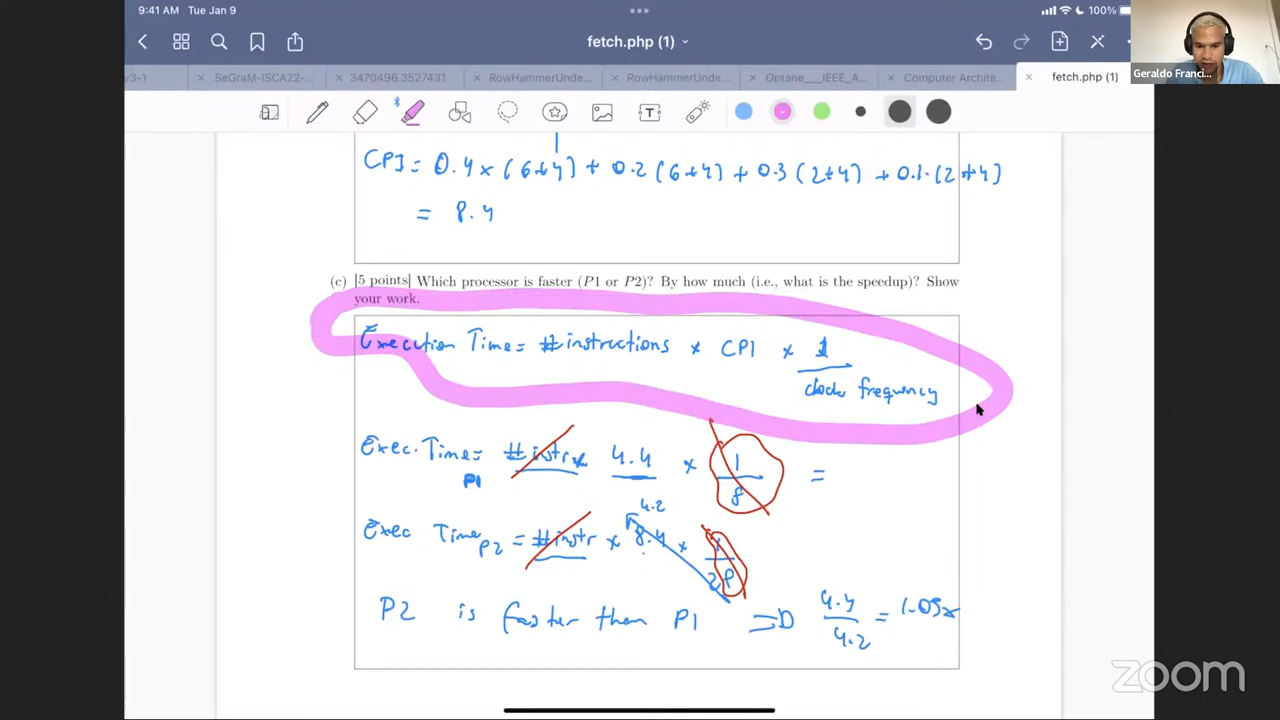 9:41 AM Tue Jan 9
100%
fetch.php (1)
Geraldo Franci...
v3-1
SeGraM-ISCA22-...
3470496.3527431
RowHammerUnde...
RowHammerUnde...
Optane___IEEE_A...
Computer Archite...
fetch.php (1)
CPI = 0.4 × (6+4) + 0.2 (6+4) + 0.3 (2+4) + 0.1 · (2+4)
= 8.4
(c) [5 points] Which processor is faster (P1 or P2)? By how much (i.e., what is the speedup)? Show
your work.
Execution Time = # instructions × CPI × 1
clock frequency
Exec. Time P1 = # instr × 4.4 × 1 / f =
4.2
Exec Time P2 = # instr × 8.4 × 1 / 2f
P2 is faster then P1 => 4.4 / 4.2 = 1.05x
zoom